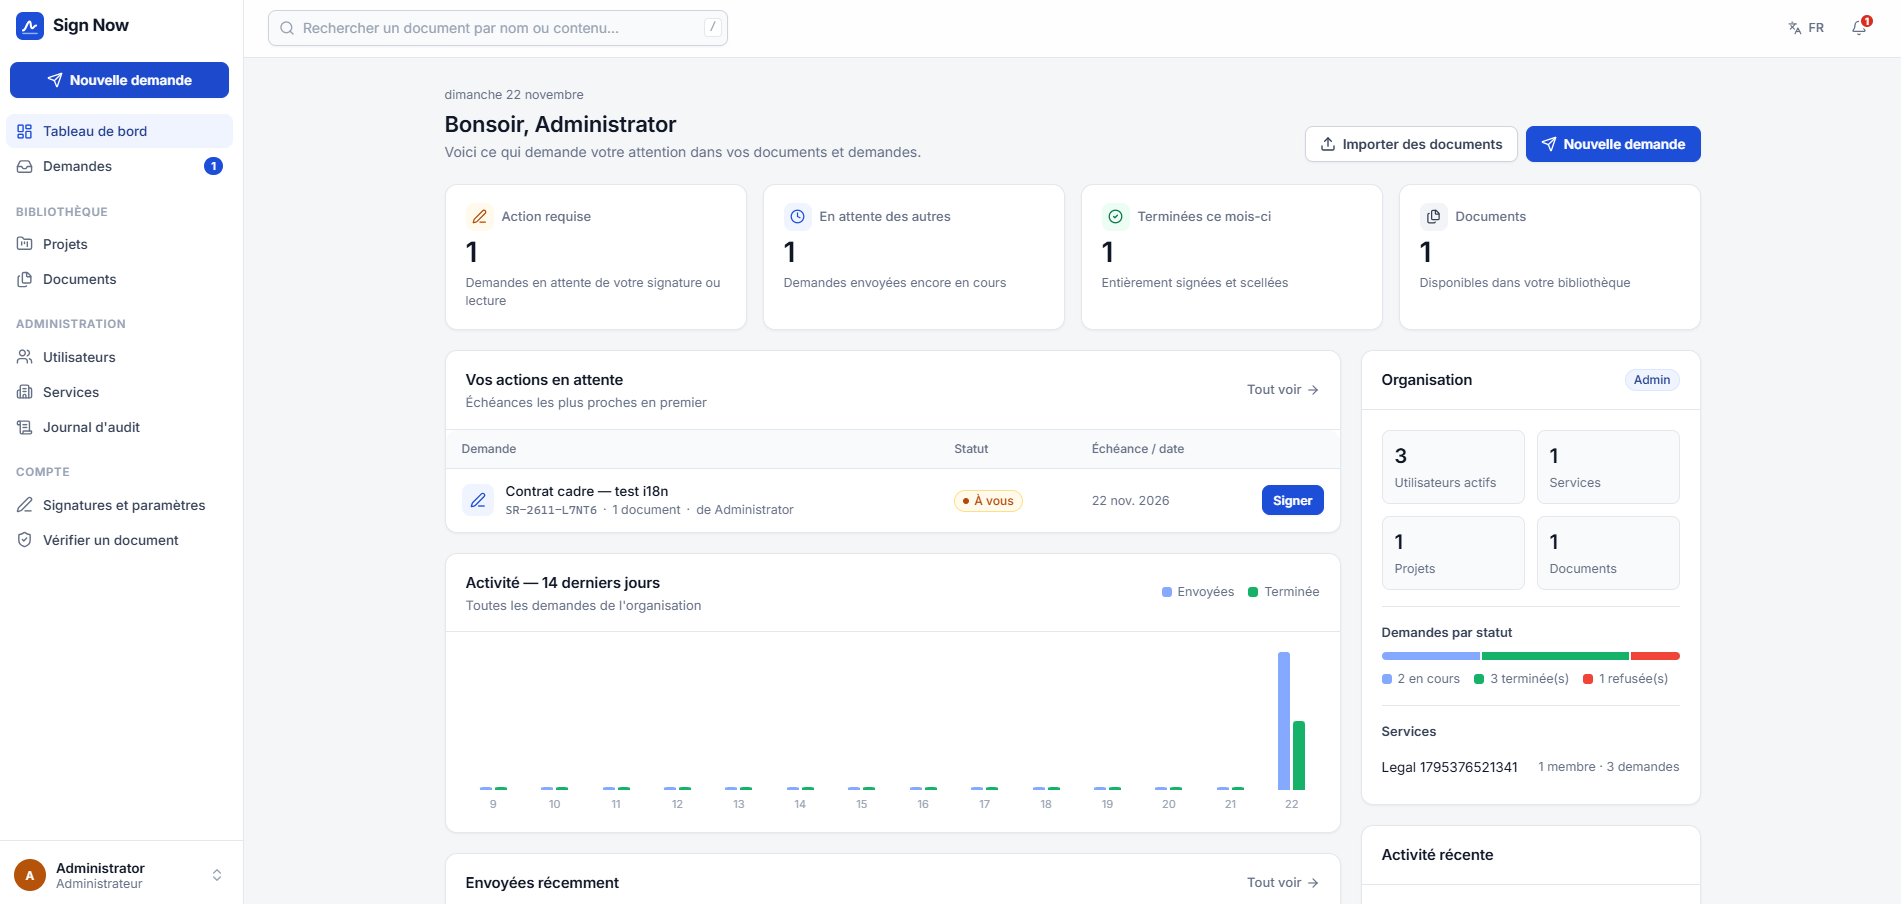 Sign Now
Rechercher un document par nom ou contenu...
/
FR
1
Nouvelle demande
Tableau de bord
Demandes
1
BIBLIOTHÈQUE
Projets
Documents
ADMINISTRATION
Utilisateurs
Services
Journal d'audit
COMPTE
Signatures et paramètres
Vérifier un document
A
Administrator
Administrateur
dimanche 22 novembre
Bonsoir, Administrator
Voici ce qui demande votre attention dans vos documents et demandes.
Importer des documents
Nouvelle demande
Action requise
1
Demandes en attente de votre signature ou
lecture
En attente des autres
1
Demandes envoyées encore en cours
Terminées ce mois-ci
1
Entièrement signées et scellées
Documents
1
Disponibles dans votre bibliothèque
Vos actions en attente
Échéances les plus proches en premier
Tout voir →
Demande Statut Échéance / date
Contrat cadre — test i18n
SR-2611-L7NT6 · 1 document · de Administrator
À vous
22 nov. 2026
Signer
Activité — 14 derniers jours
Toutes les demandes de l'organisation
Envoyées Terminée
9 10 11 12 13 14 15 16 17 18 19 20 21 22
Envoyées récemment
Tout voir →
Organisation
Admin
3
Utilisateurs actifs
1
Services
1
Projets
1
Documents
Demandes par statut
2 en cours 3 terminée(s) 1 refusée(s)
Services
Legal 1795376521341 1 membre · 3 demandes
Activité récente